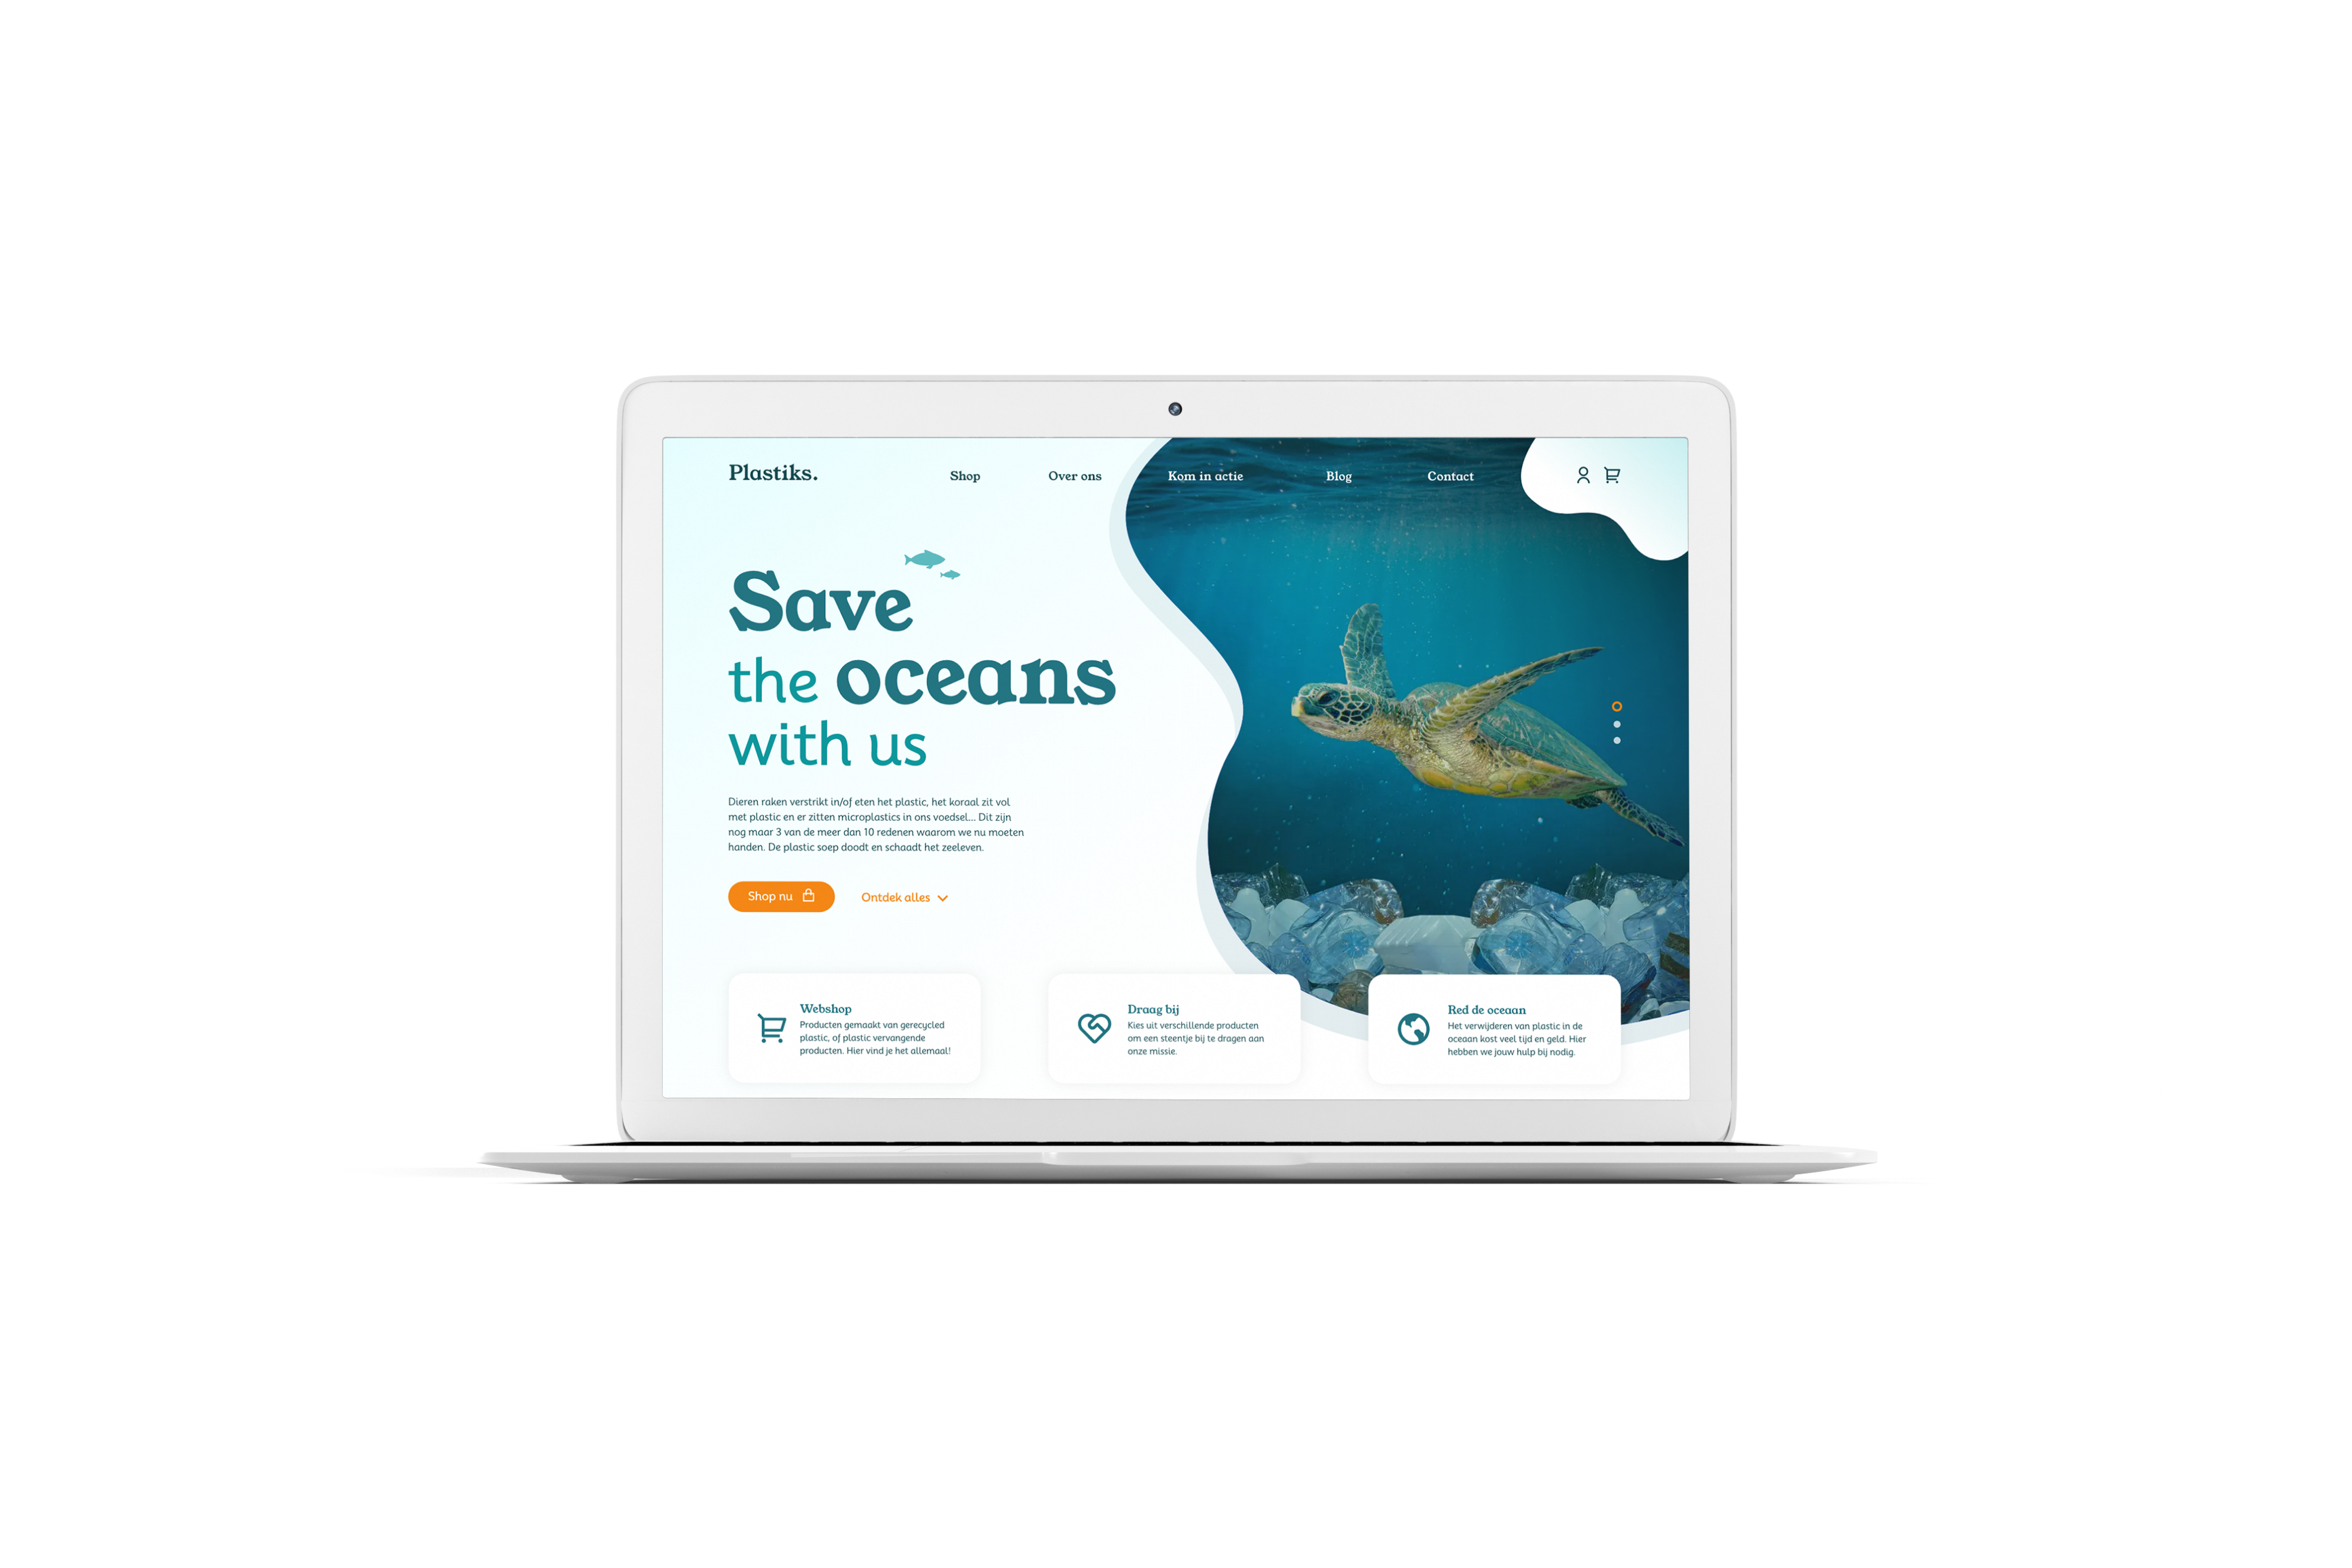 Plastiks.
Shop
Over ons
Kom in actie
Blog
Contact
Save
the oceans
with us
Dieren raken verstrikt in/of eten het plastic, het koraal zit vol
met plastic en er zitten microplastics in ons voedsel... Dit zijn
nog maar 3 van de meer dan 10 redenen waarom we nu moeten
handen. De plastic soep doodt en schaadt het zeeleven.
Shop nu
Ontdek alles
Webshop
Producten gemaakt van gerecycled
plastic, of plastic vervangende
producten. Hier vind je het allemaal!
Draag bij
Kies uit verschillende producten
om een steentje bij te dragen aan
onze missie.
Red de oceaan
Het verwijderen van plastic in de
oceaan kost veel tijd en geld. Hier
hebben we jouw hulp bij nodig.